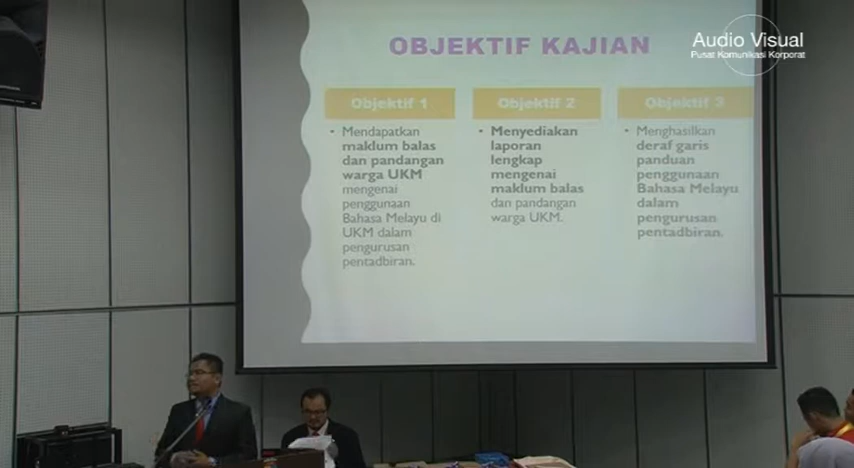 OBJEKTIF KAJIAN
Audio Visual
Pusat Komunikasi Korporat
Objektif 1
• Mendapatkan
maklum balas
dan pandangan
warga UKM
mengenai
penggunaan
Bahasa Melayu di
UKM dalam
pengurusan
pentadbiran.
Objektif 2
• Menyediakan
laporan
lengkap
mengenai
maklum balas
dan pandangan
warga UKM.
Objektif 3
• Menghasilkan
deraf garis
panduan
penggunaan
Bahasa Melayu
dalam
pengurusan
pentadbiran.